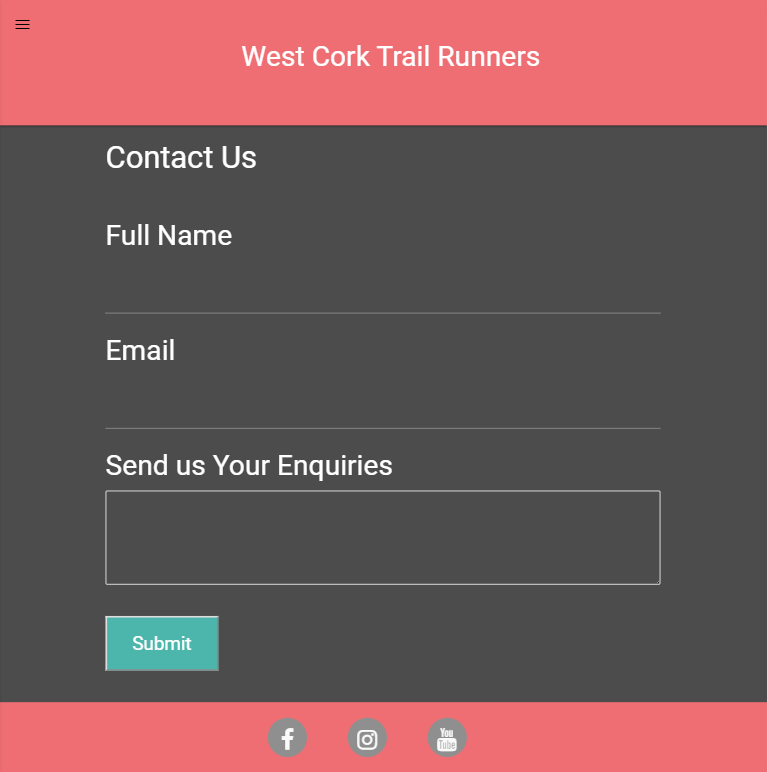 West Cork Trail Runners
Contact Us
Full Name
Email
Send us Your Enquiries
Submit
f
You
Tube